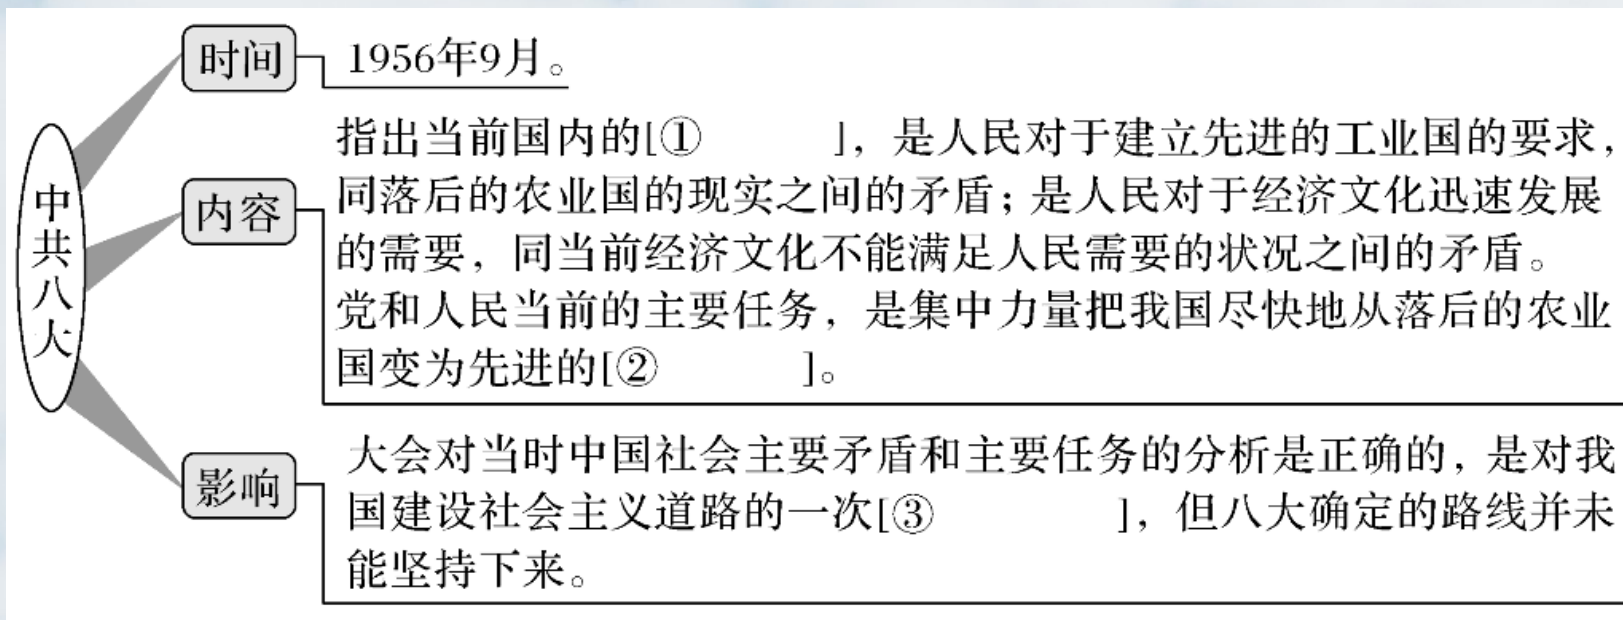 中共八大
时间
1956年9月。
内容
指出当前国内的[① ]，是人民对于建立先进的工业国的要求，
同落后的农业国的现实之间的矛盾；是人民对于经济文化迅速发展
的需要，同当前经济文化不能满足人民需要的状况之间的矛盾。
党和人民当前的主要任务，是集中力量把我国尽快地从落后的农业
国变为先进的[② ]。
影响
大会对当时中国社会主要矛盾和主要任务的分析是正确的，是对我
国建设社会主义道路的一次[③ ]，但八大确定的路线并未
能坚持下来。